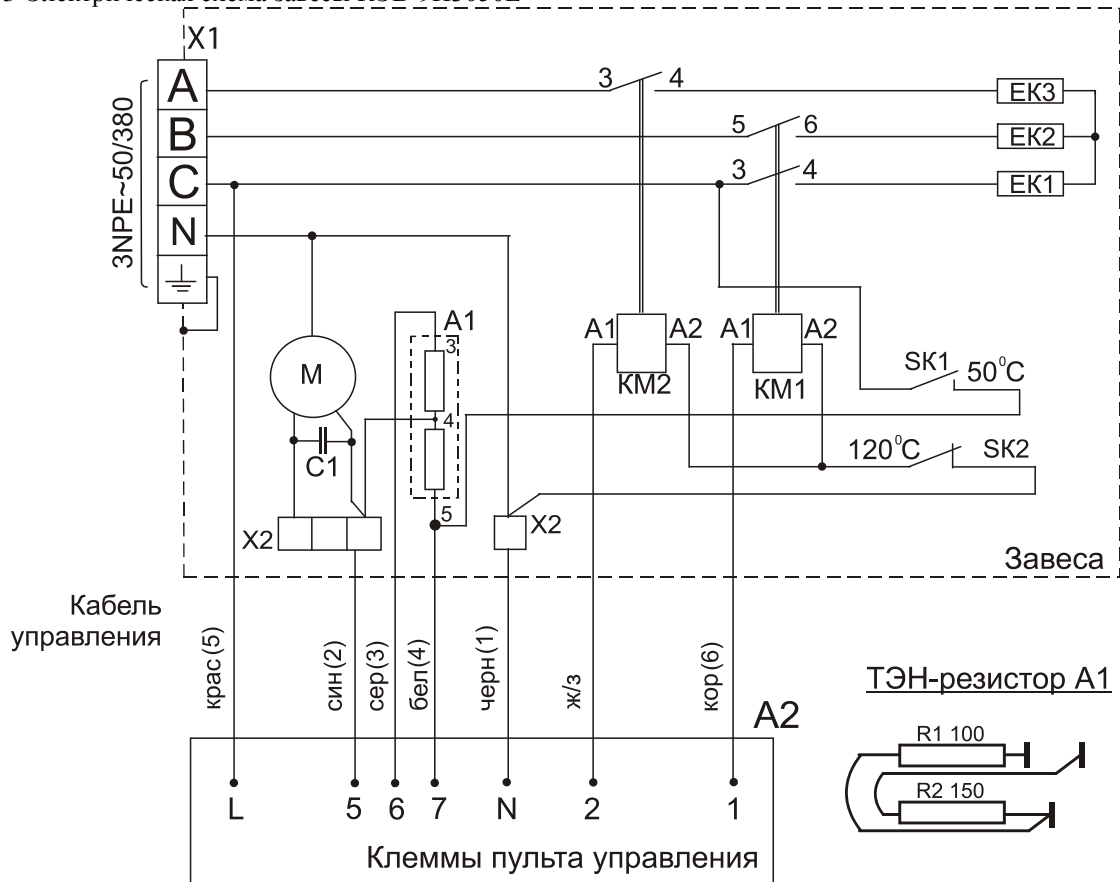 X1
A
B
C
N
3NPE~50/380
3 4
5 6
3 4
EK3
EK2
EK1
M
C1
A1
3
4
5
A1 A2
KM2
A1 A2
KM1
SK1 50°C
120°C SK2
X2
X2
Завеса
Кабель
управления
крас(5)
син(2)
сер(3)
бел(4)
черн(1)
ж/з
кор(6)
A2
L 5 6 7 N 2 1
Клеммы пульта управления
ТЭН-резистор А1
R1 100
R2 150